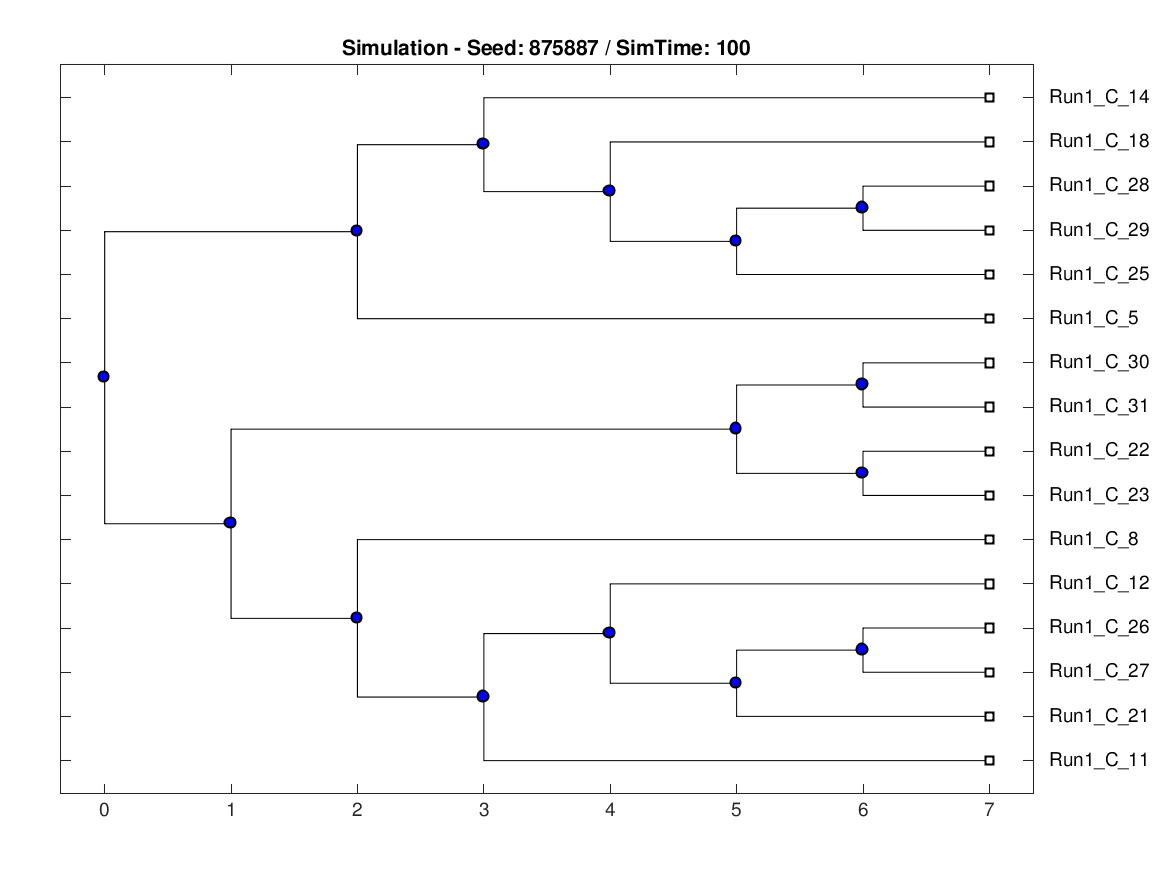 Simulation - Seed: 875887 / SimTime: 100
Run1_C_14
Run1_C_18
Run1_C_28
Run1_C_29
Run1_C_25
Run1_C_5
Run1_C_30
Run1_C_31
Run1_C_22
Run1_C_23
Run1_C_8
Run1_C_12
Run1_C_26
Run1_C_27
Run1_C_21
Run1_C_11
0 1 2 3 4 5 6 7